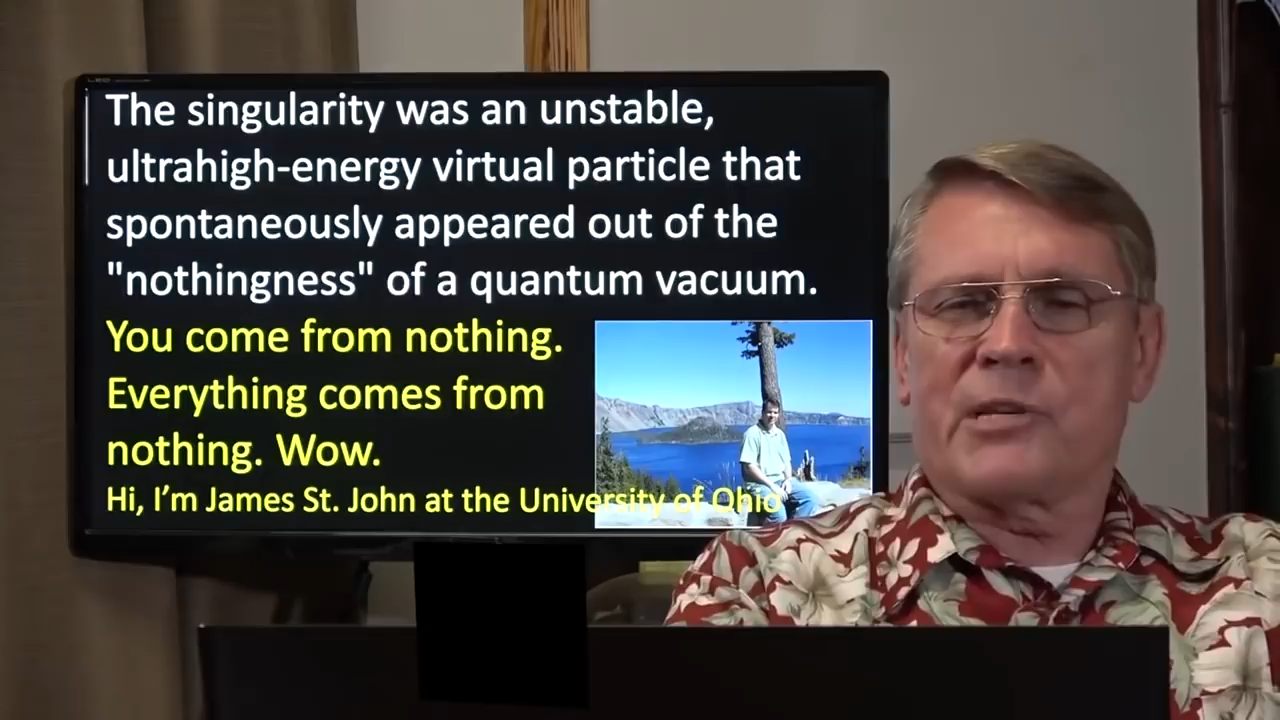 The singularity was an unstable,
ultrahigh-energy virtual particle that
spontaneously appeared out of the
"nothingness" of a quantum vacuum.
You come from nothing.
Everything comes from
nothing. Wow.
Hi, I’m James St. John at the University of Ohio